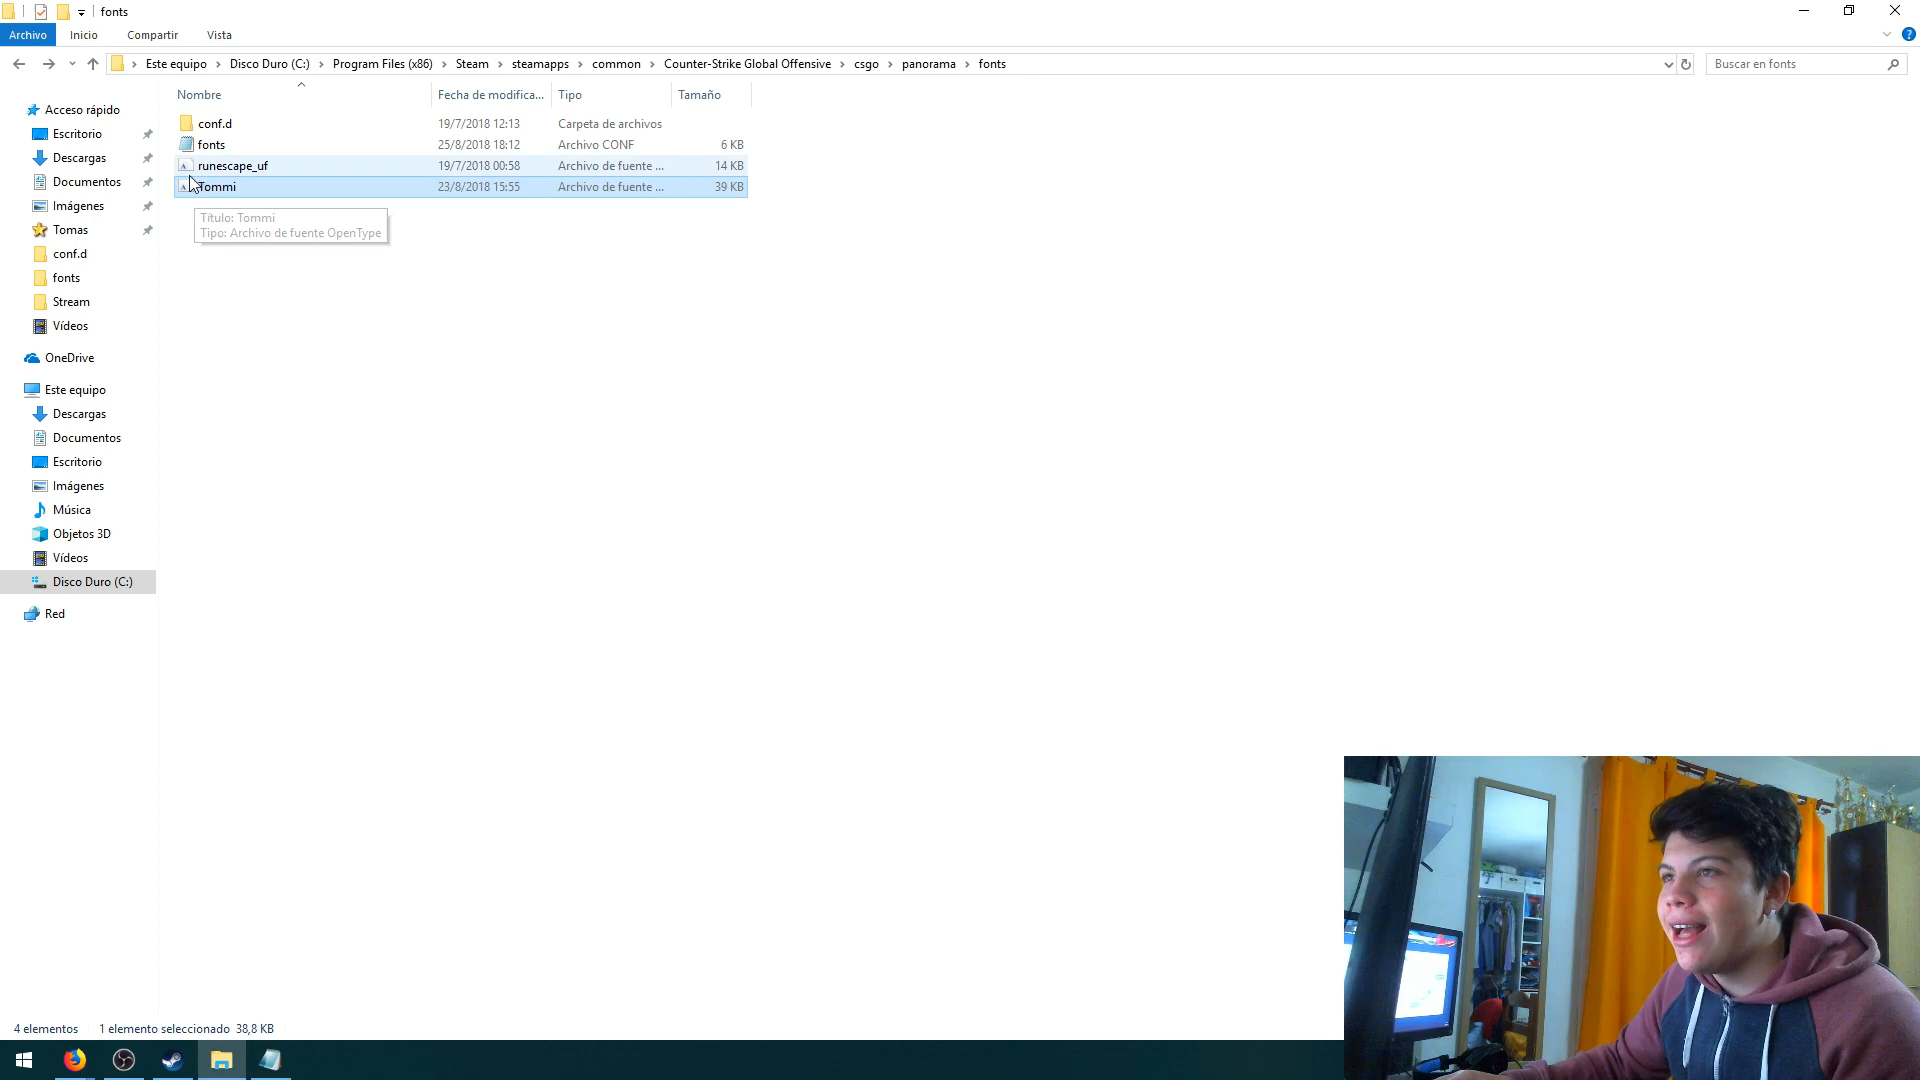 fonts
Archivo Inicio Compartir Vista
Este equipo > Disco Duro (C:) > Program Files (x86) > Steam > steamapps > common > Counter-Strike Global Offensive > csgo > panorama > fonts
Buscar en fonts
Nombre Fecha de modifica... Tipo Tamaño
conf.d 19/7/2018 12:13 Carpeta de archivos
fonts 25/8/2018 18:12 Archivo CONF 6 KB
runescape_uf 19/7/2018 00:58 Archivo de fuente ... 14 KB
Tommi 23/8/2018 15:55 Archivo de fuente ... 39 KB
Título: Tommi
Tipo: Archivo de fuente OpenType
Acceso rápido
Escritorio
Descargas
Documentos
Imágenes
Tomas
conf.d
fonts
Stream
Vídeos
OneDrive
Este equipo
Descargas
Documentos
Escritorio
Imágenes
Música
Objetos 3D
Vídeos
Disco Duro (C:)
Red
4 elementos 1 elemento seleccionado 38,8 KB